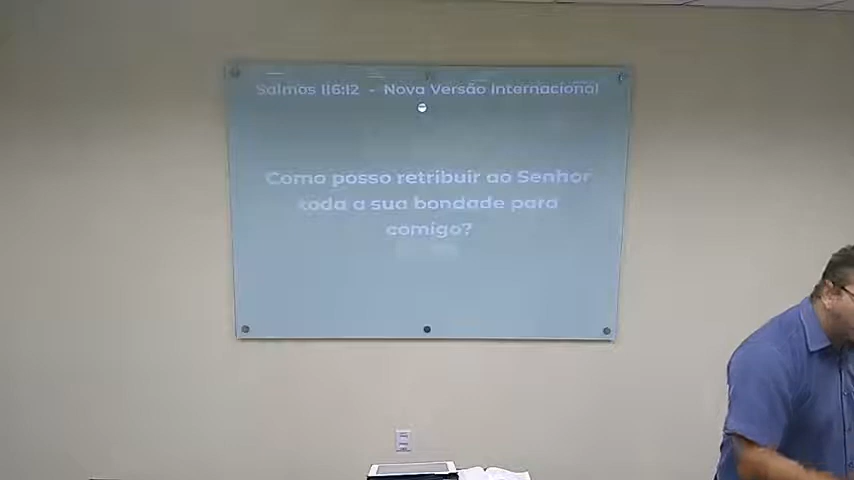 Salmos 116:12 - Nova Versão Internacional
Como posso retribuir ao Senhor
toda a sua bondade para
comigo?